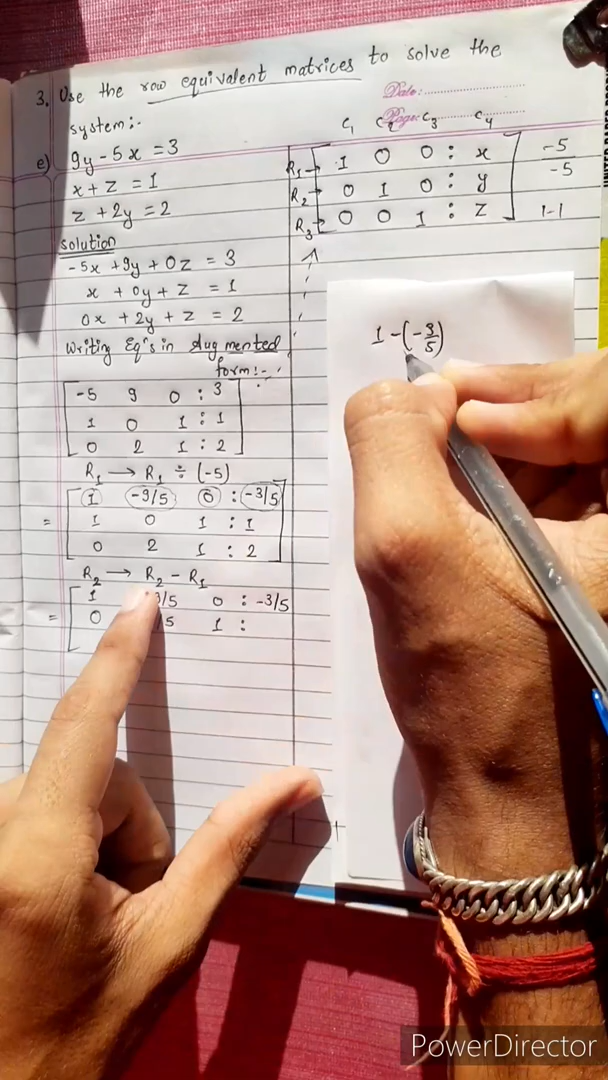 3. Use the row equivalent matrices to solve the
system:-
Date:
Page:
e) 9y - 5x = 3
x + z = 1
z + 2y = 2
solution
-5x + 9y + 0z = 3
x + 0y + z = 1
0x + 2y + z = 2
Writing Eqⁿs in Augmented
form:-
-5 9 0 : 3
1 0 1 : 1
0 2 1 : 2
R₁ → R₁ ÷ (-5)
1 -9/5 0 : -3/5
= 1 0 1 : 1
0 2 1 : 2
R₂ → R₂ - R₁
1 /5 0 : -3/5
= 0 /5 1 :
C₁ C₂ C₃ C₄
R₁→ 1 0 0 : x
R₂→ 0 1 0 : y
R₃→ 0 0 1 : z
-5
-5
1-1
1 - (-3/5)
PowerDirector